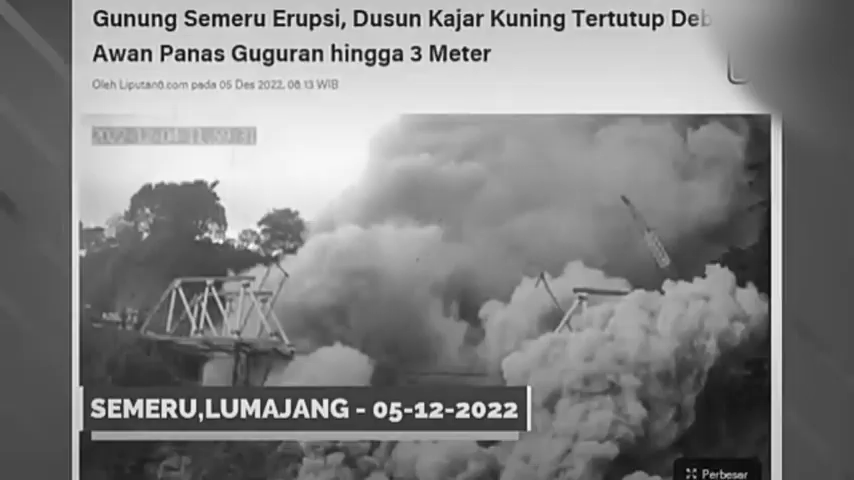 Gunung Semeru Erupsi, Dusun Kajar Kuning Tertutup
Awan Panas Guguran hingga 3 Meter
Oleh Liputan6.com pada 05 Des 2022, 08.13 WIB
SEMERU,LUMAJANG - 05-12-2022
Perbesar